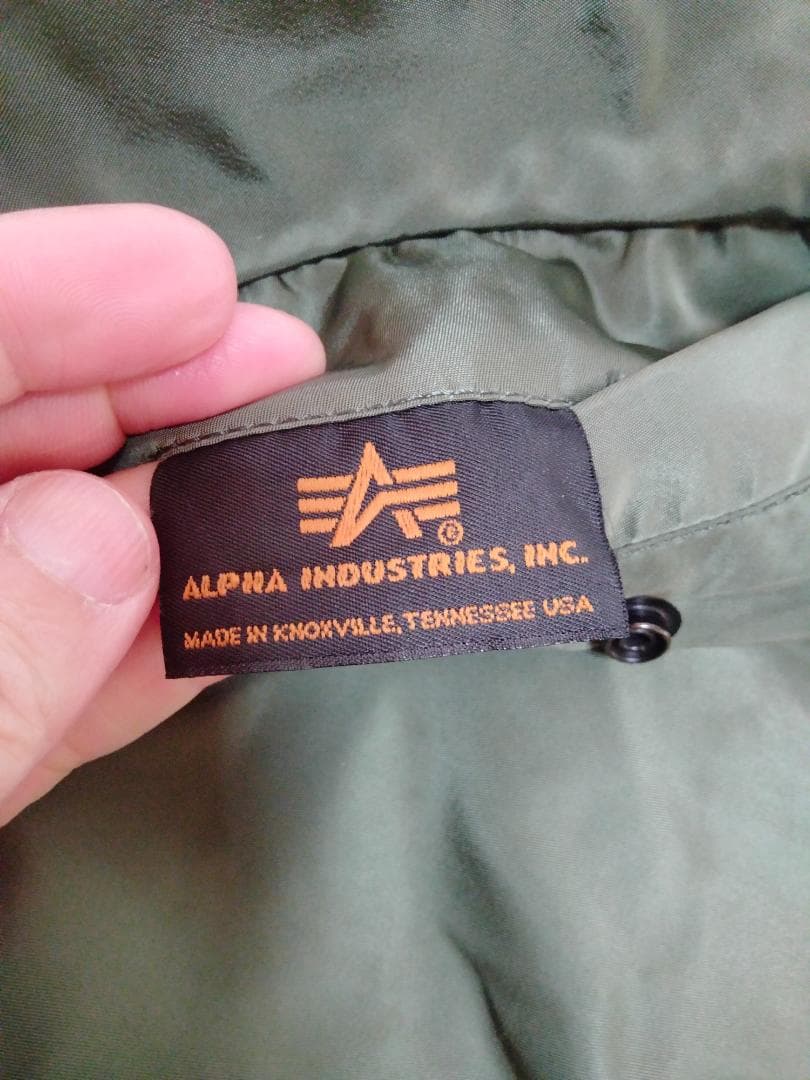 ALPHA INDUSTRIES, INC.
MADE IN KNOXVILLE, TENNESSEE USA